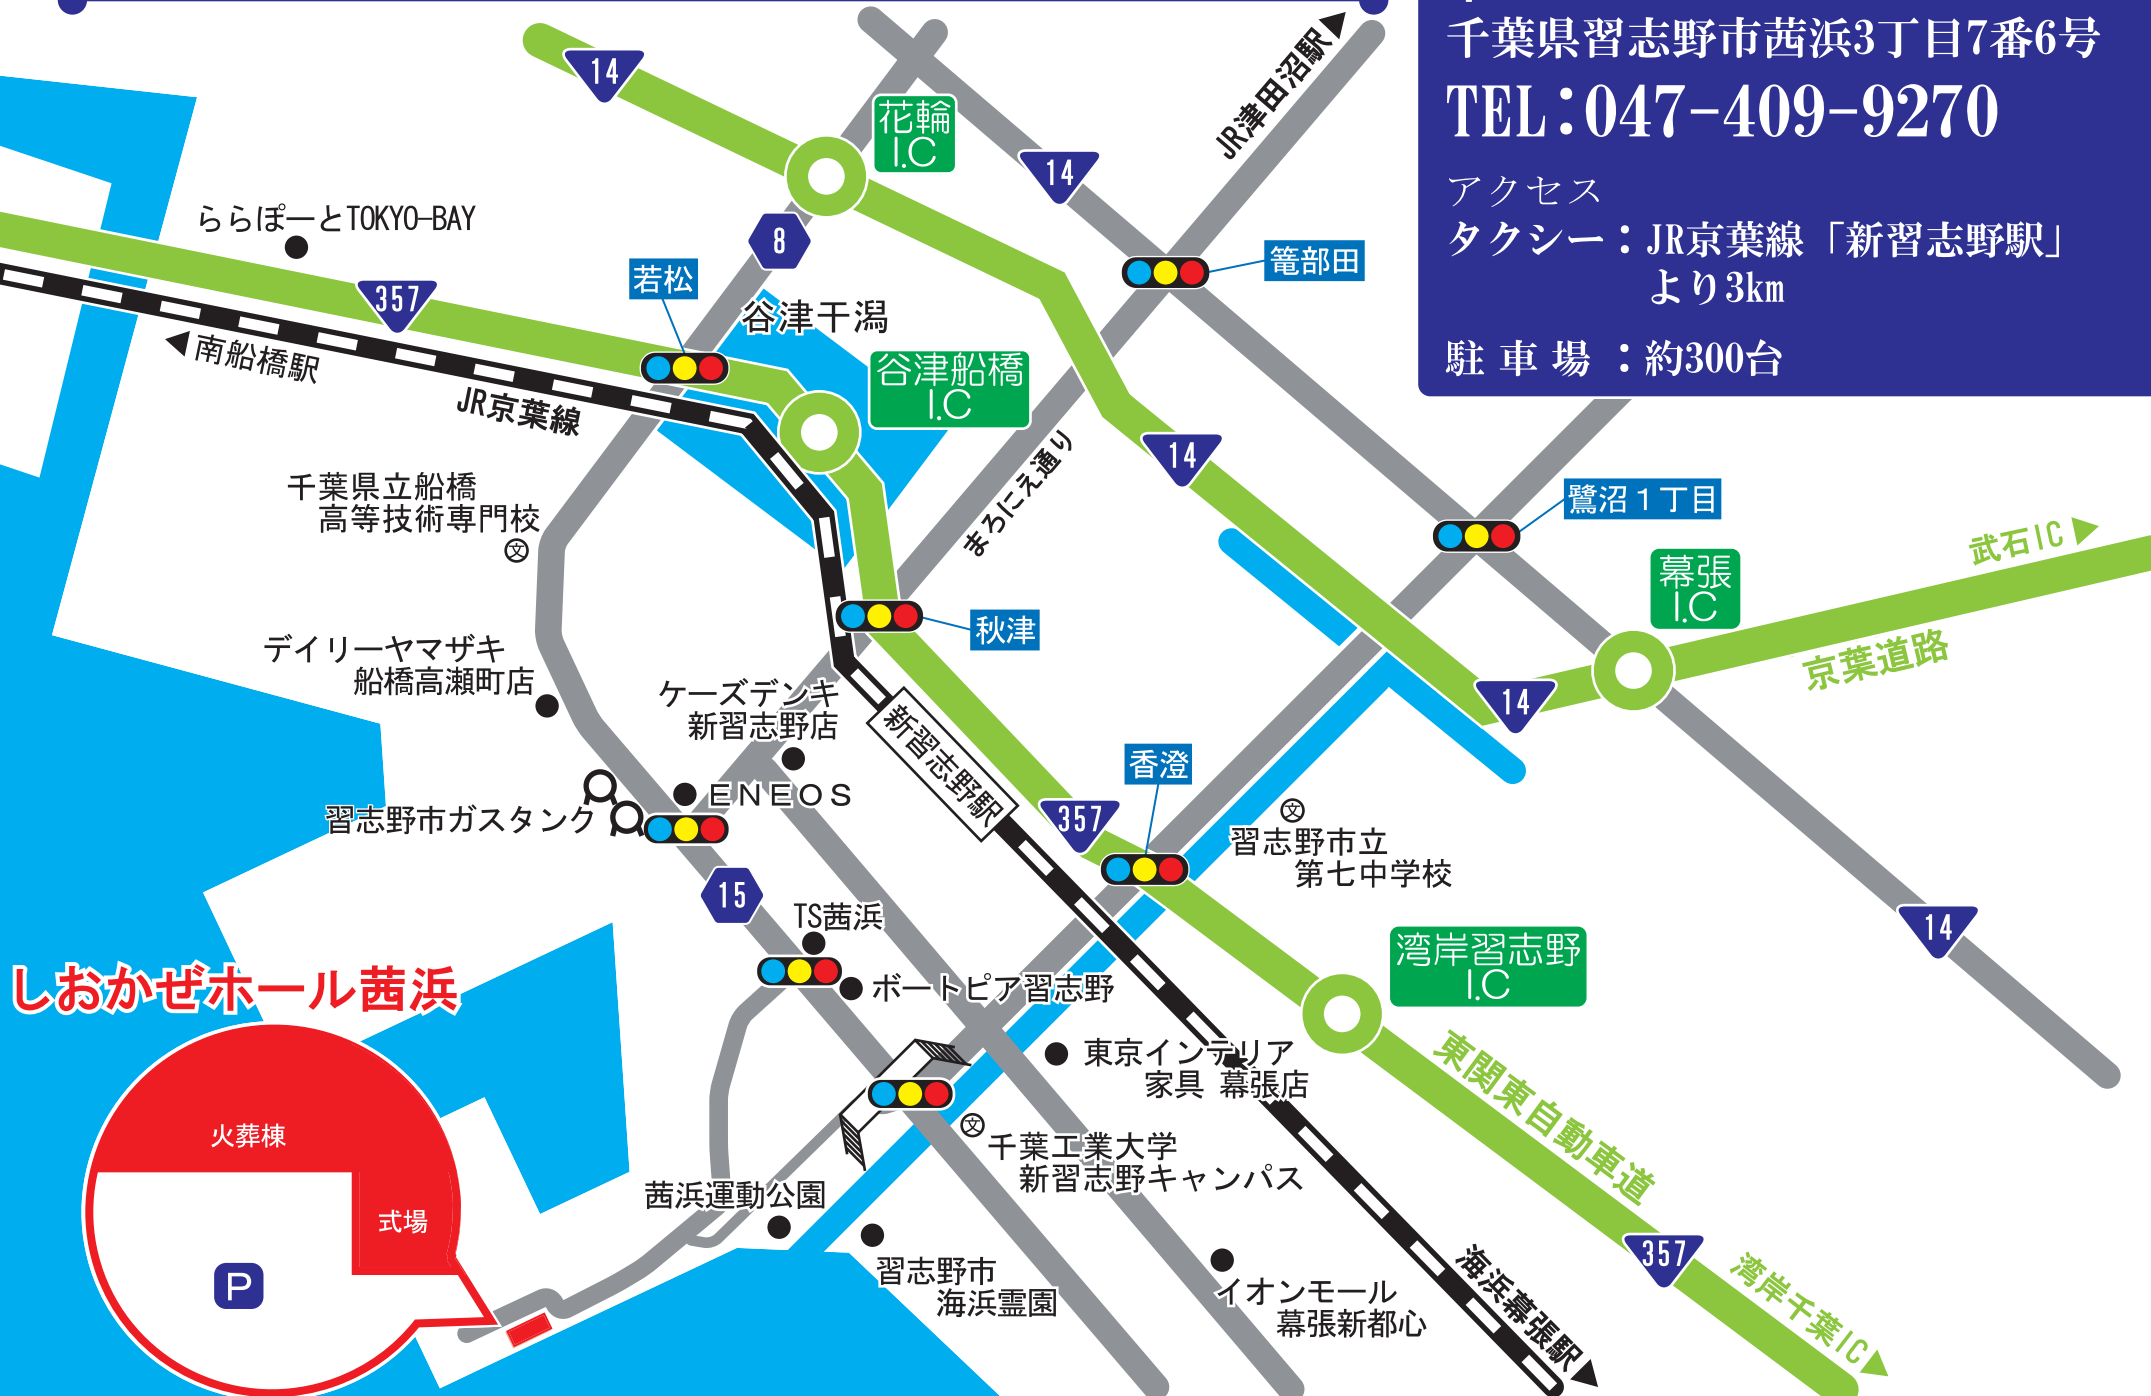 千葉県習志野市茜浜3丁目7番6号
TEL：047-409-9270
アクセス
タクシー：JR京葉線「新習志野駅」
より3km
駐車場：約300台
14
花輪
I.C
14
JR津田沼駅
8
ららぽーとTOKYO-BAY
357
若松
谷津干潟
篭部田
南船橋駅
JR京葉線
谷津船橋
I.C
まろにえ通り
14
鷺沼１丁目
千葉県立船橋
高等技術専門校
文
幕張
I.C
武石IC
京葉道路
秋津
デイリーヤマザキ
船橋高瀬町店
ケーズデンキ
新習志野店
新習志野駅
14
香澄
ENEOS
習志野市ガスタンク
357
文
習志野市立
第七中学校
15
TS茜浜
ボートピア習志野
湾岸習志野
I.C
14
しおかぜホール茜浜
東京インテリア
家具 幕張店
東関東自動車道
火葬棟
式場
P
文
千葉工業大学
新習志野キャンパス
茜浜運動公園
習志野市
海浜霊園
イオンモール
幕張新都心
海浜幕張駅
357
湾岸千葉IC